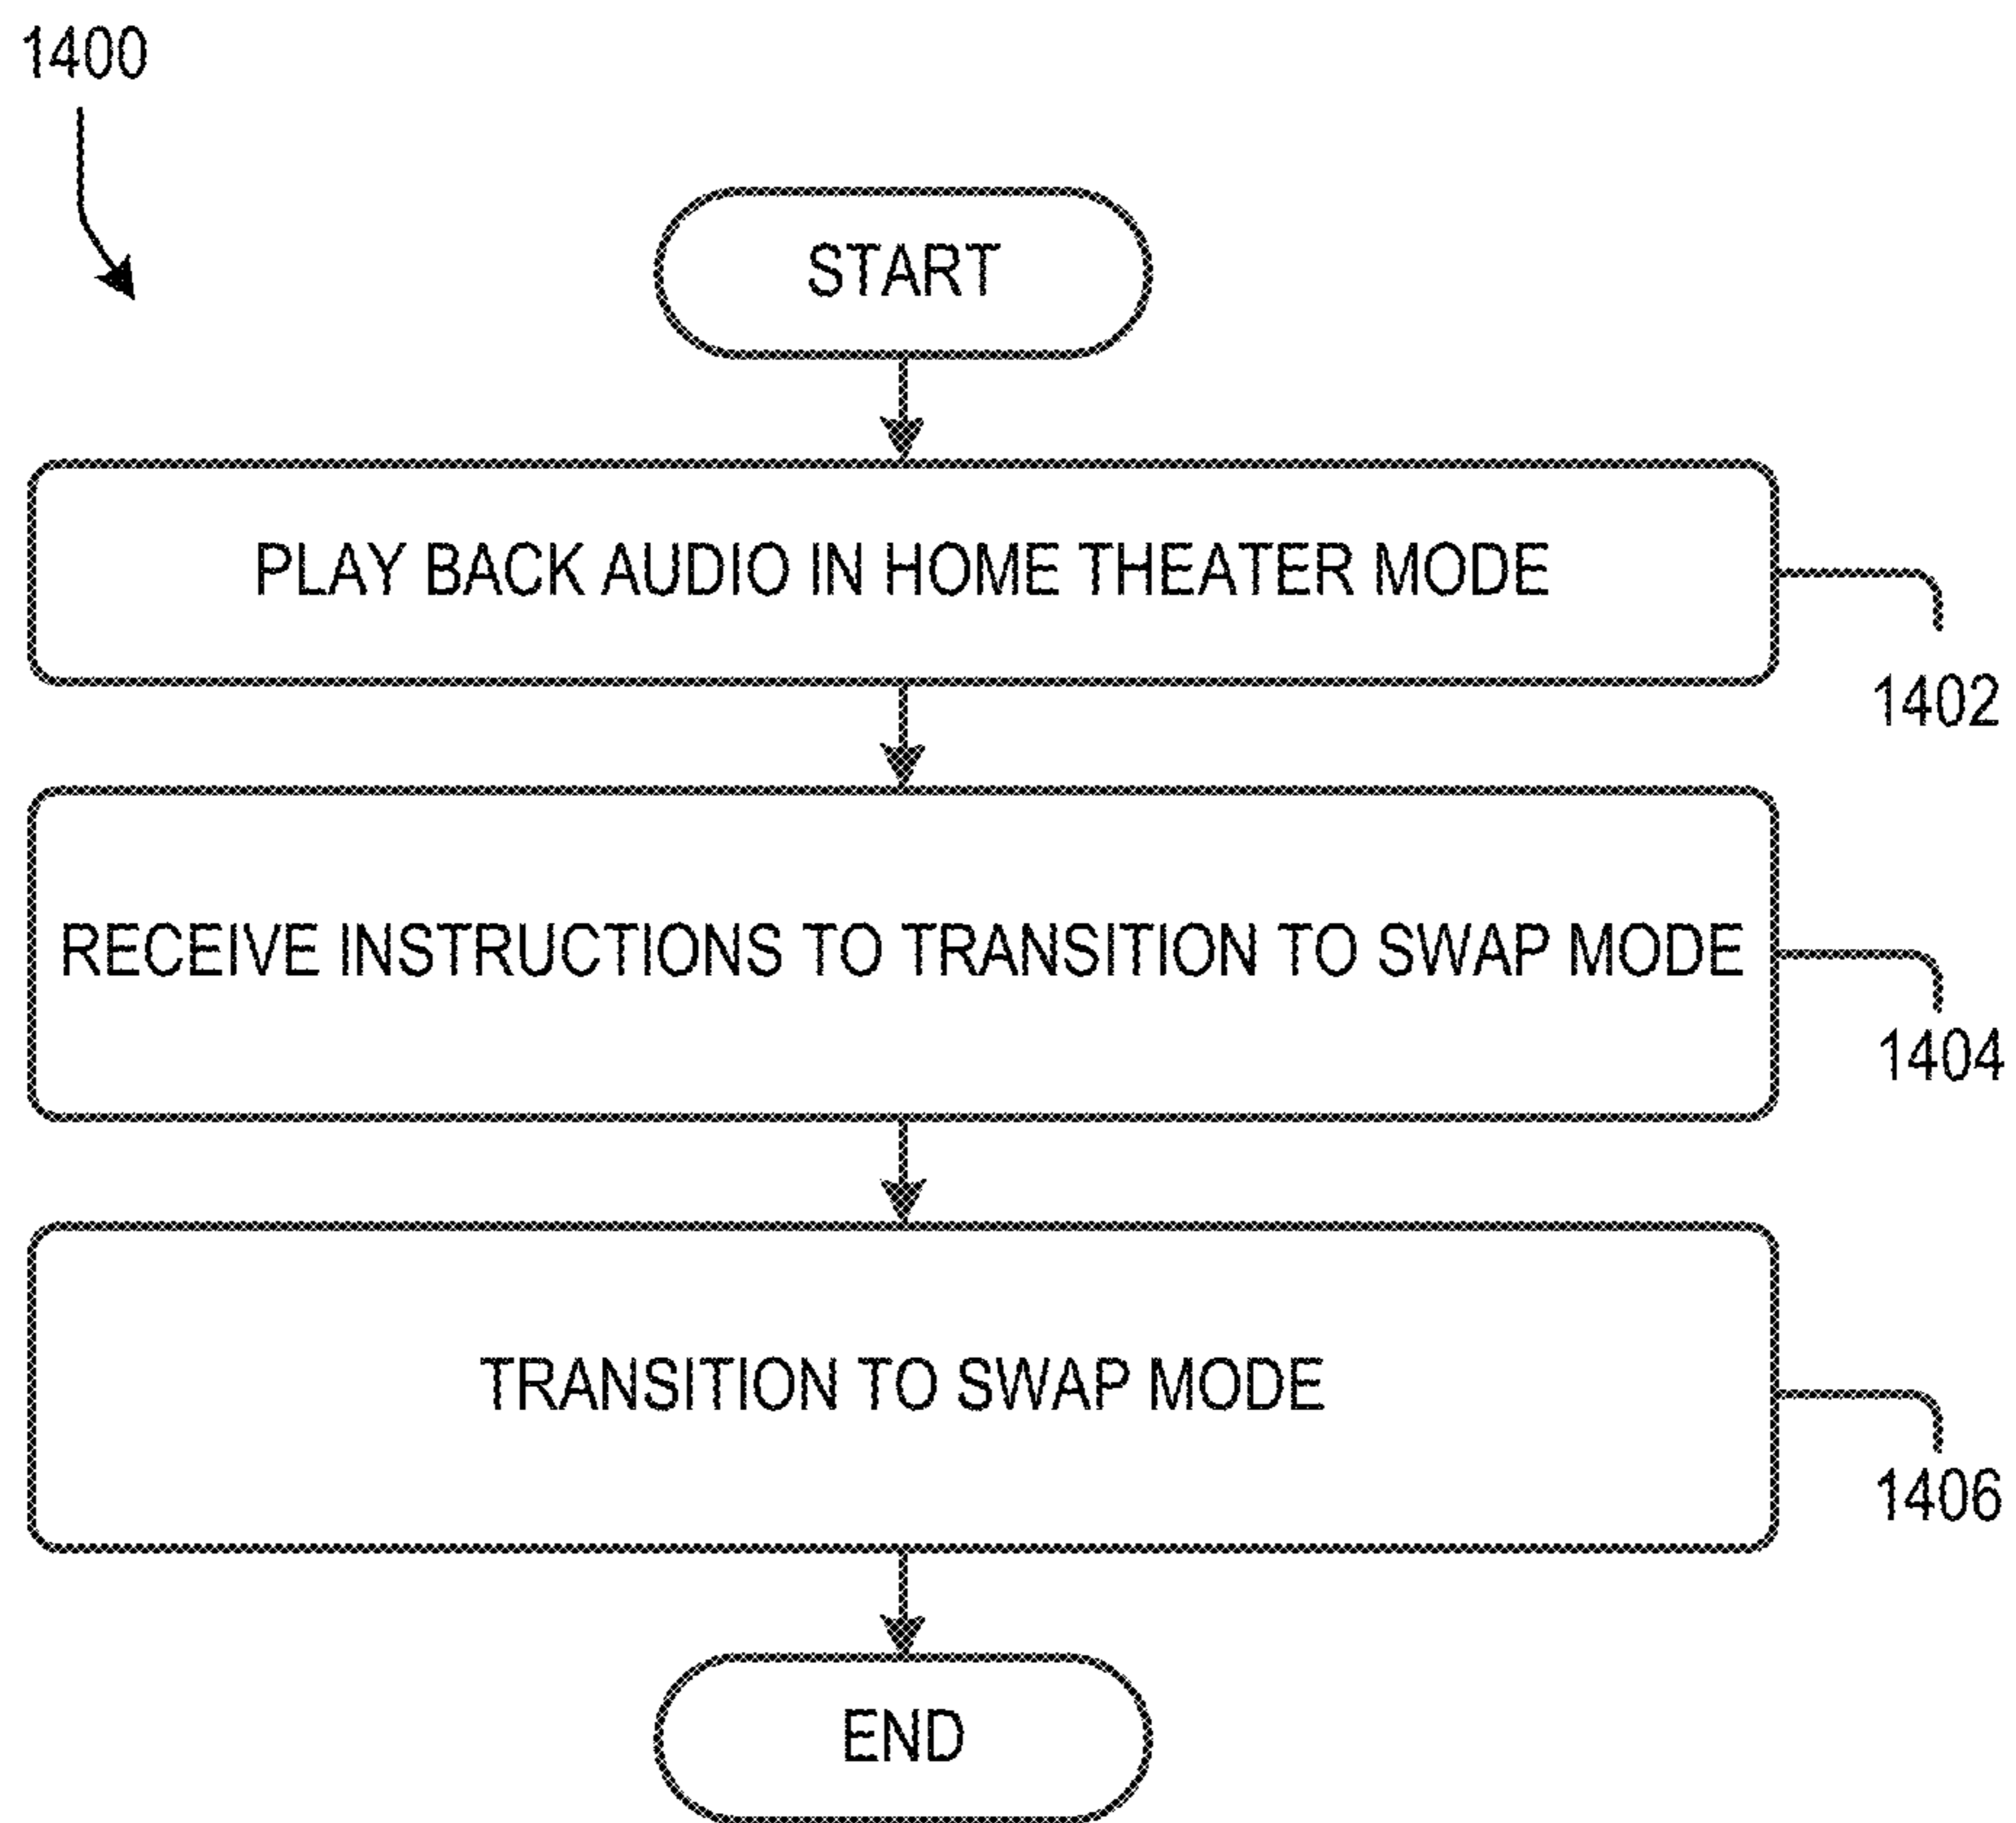 1400
START
PLAY BACK AUDIO IN HOME THEATER MODE
1402
RECEIVE INSTRUCTIONS TO TRANSITION TO SWAP MODE
1404
TRANSITION TO SWAP MODE
1406
END